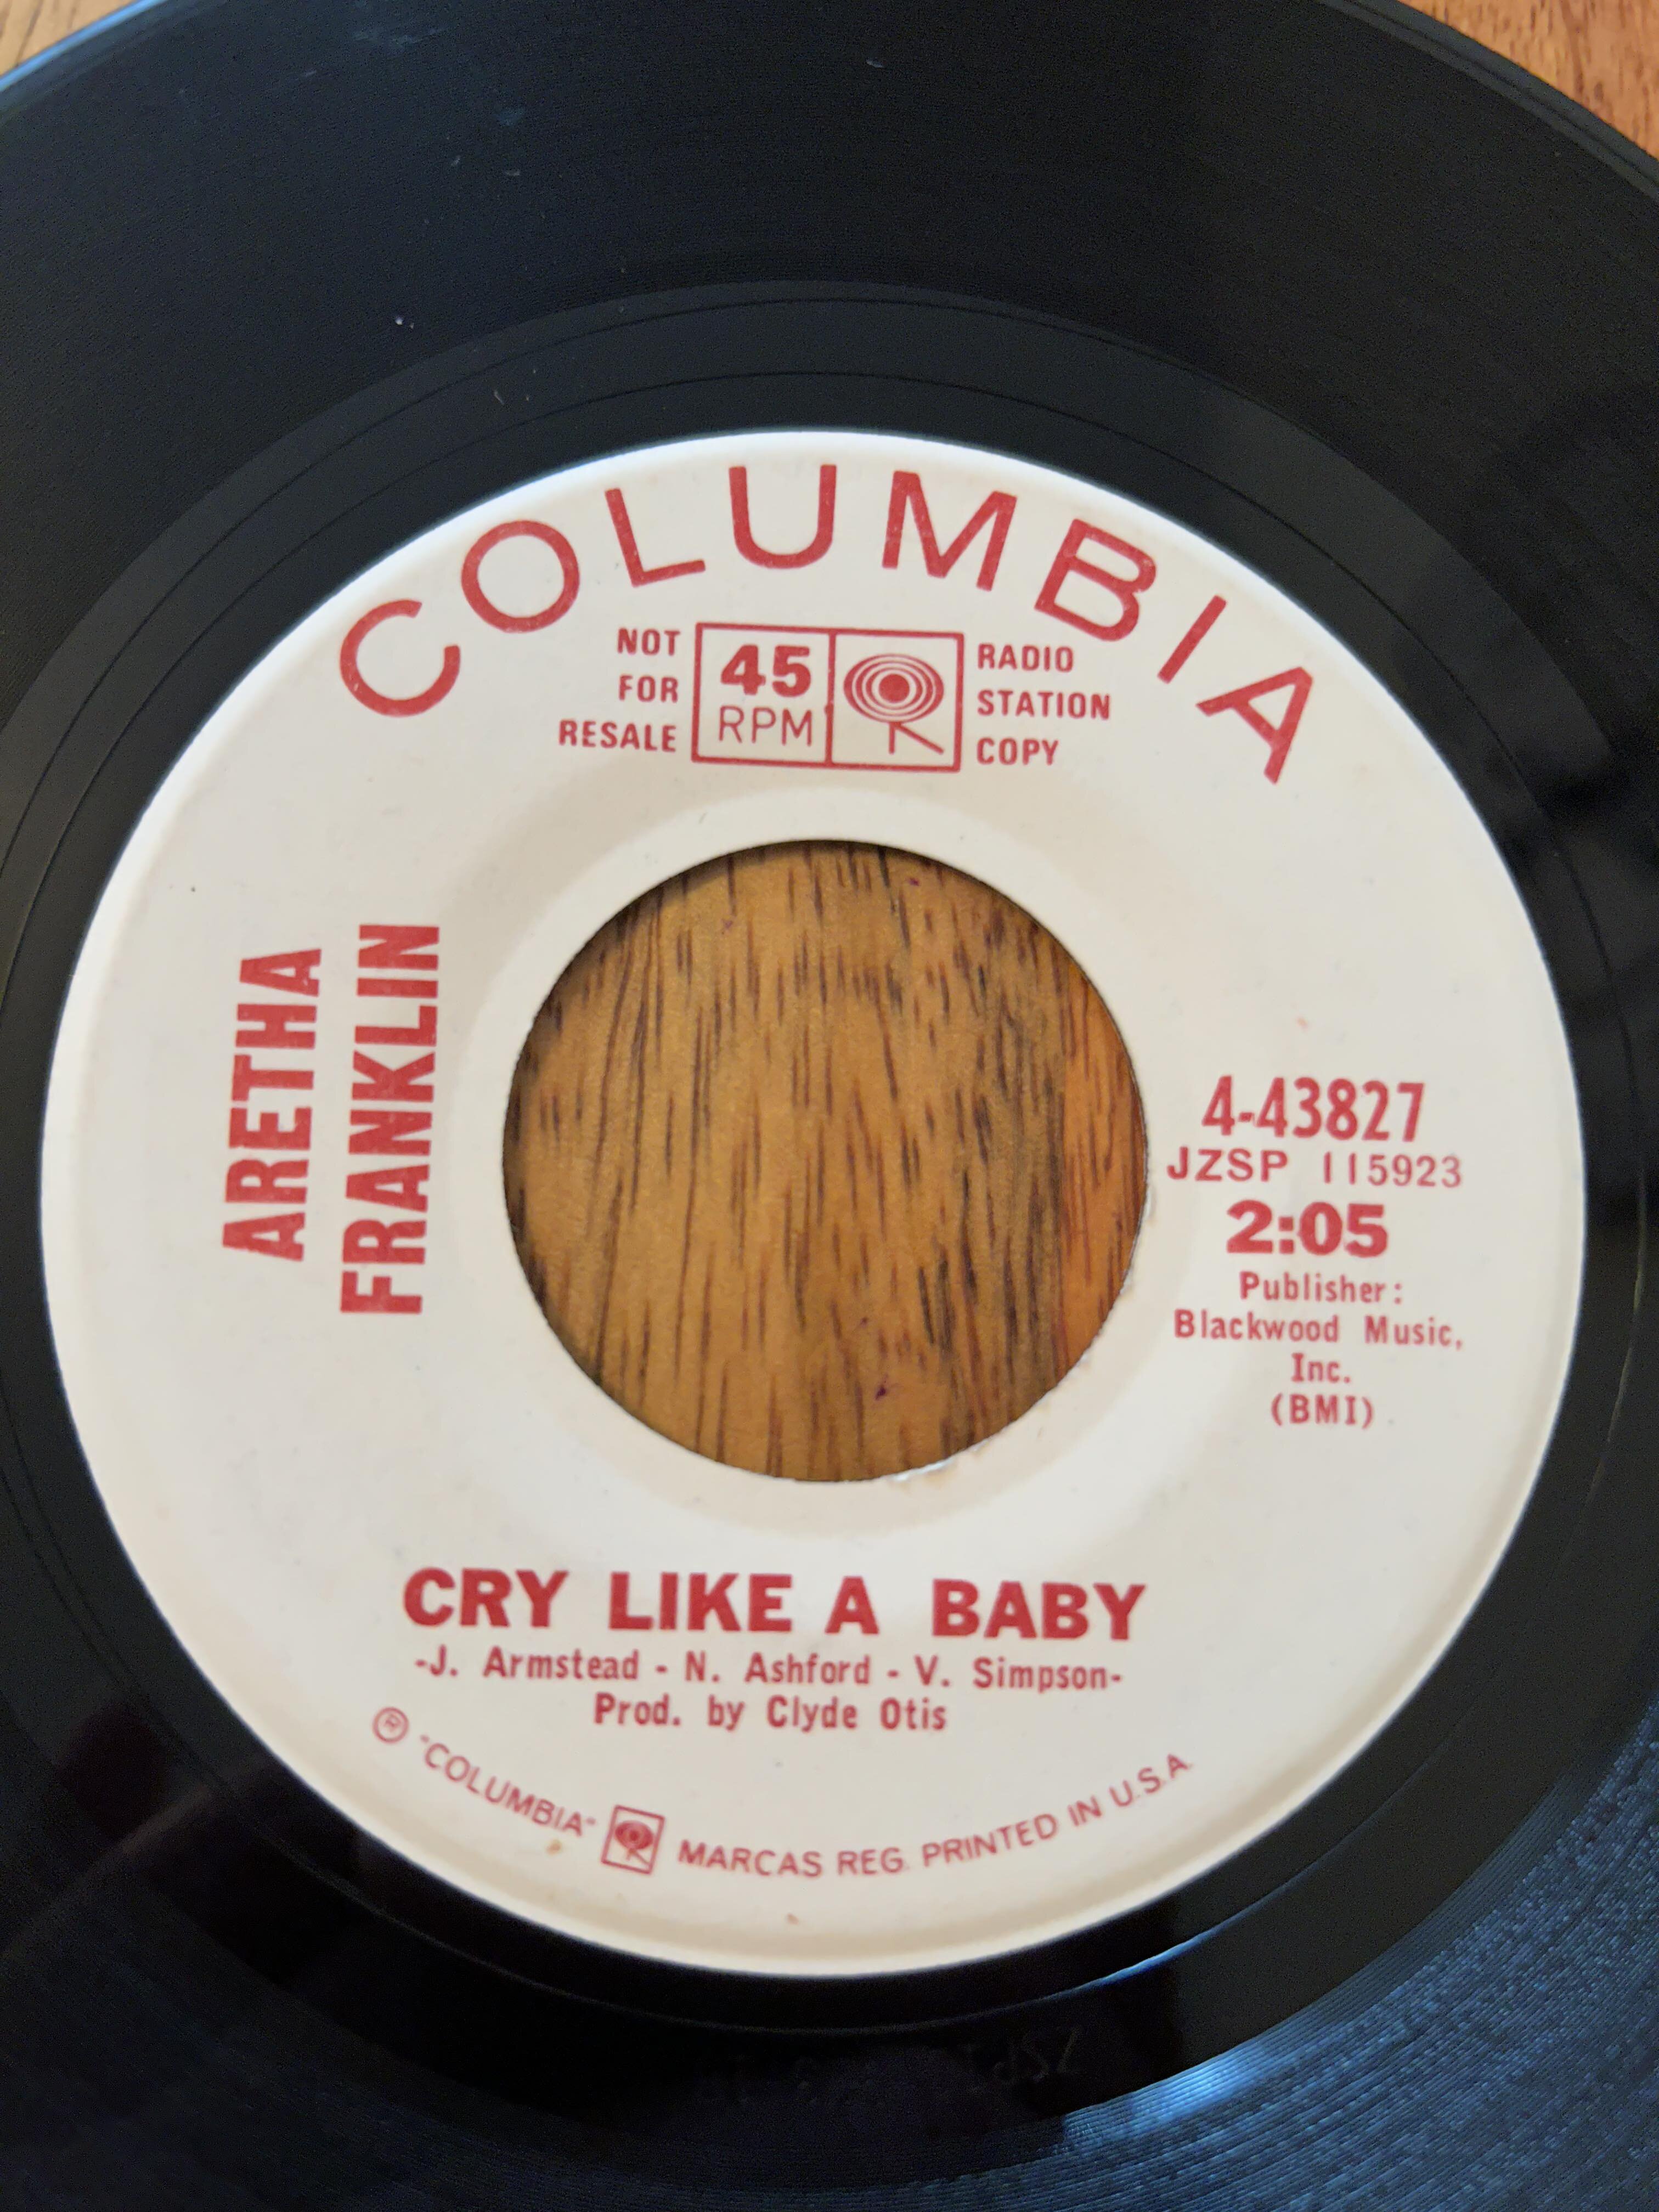 COLUMBIA
NOT
FOR
RESALE
45
RPM
RADIO
STATION
COPY
ARETHA
FRANKLIN
4-43827
JZSP 115923
2:05
Publisher:
Blackwood Music,
Inc.
(BMI)
CRY LIKE A BABY
-J. Armstead - N. Ashford - V. Simpson-
Prod. by Clyde Otis
® "COLUMBIA" MARCAS REG. PRINTED IN U.S.A.